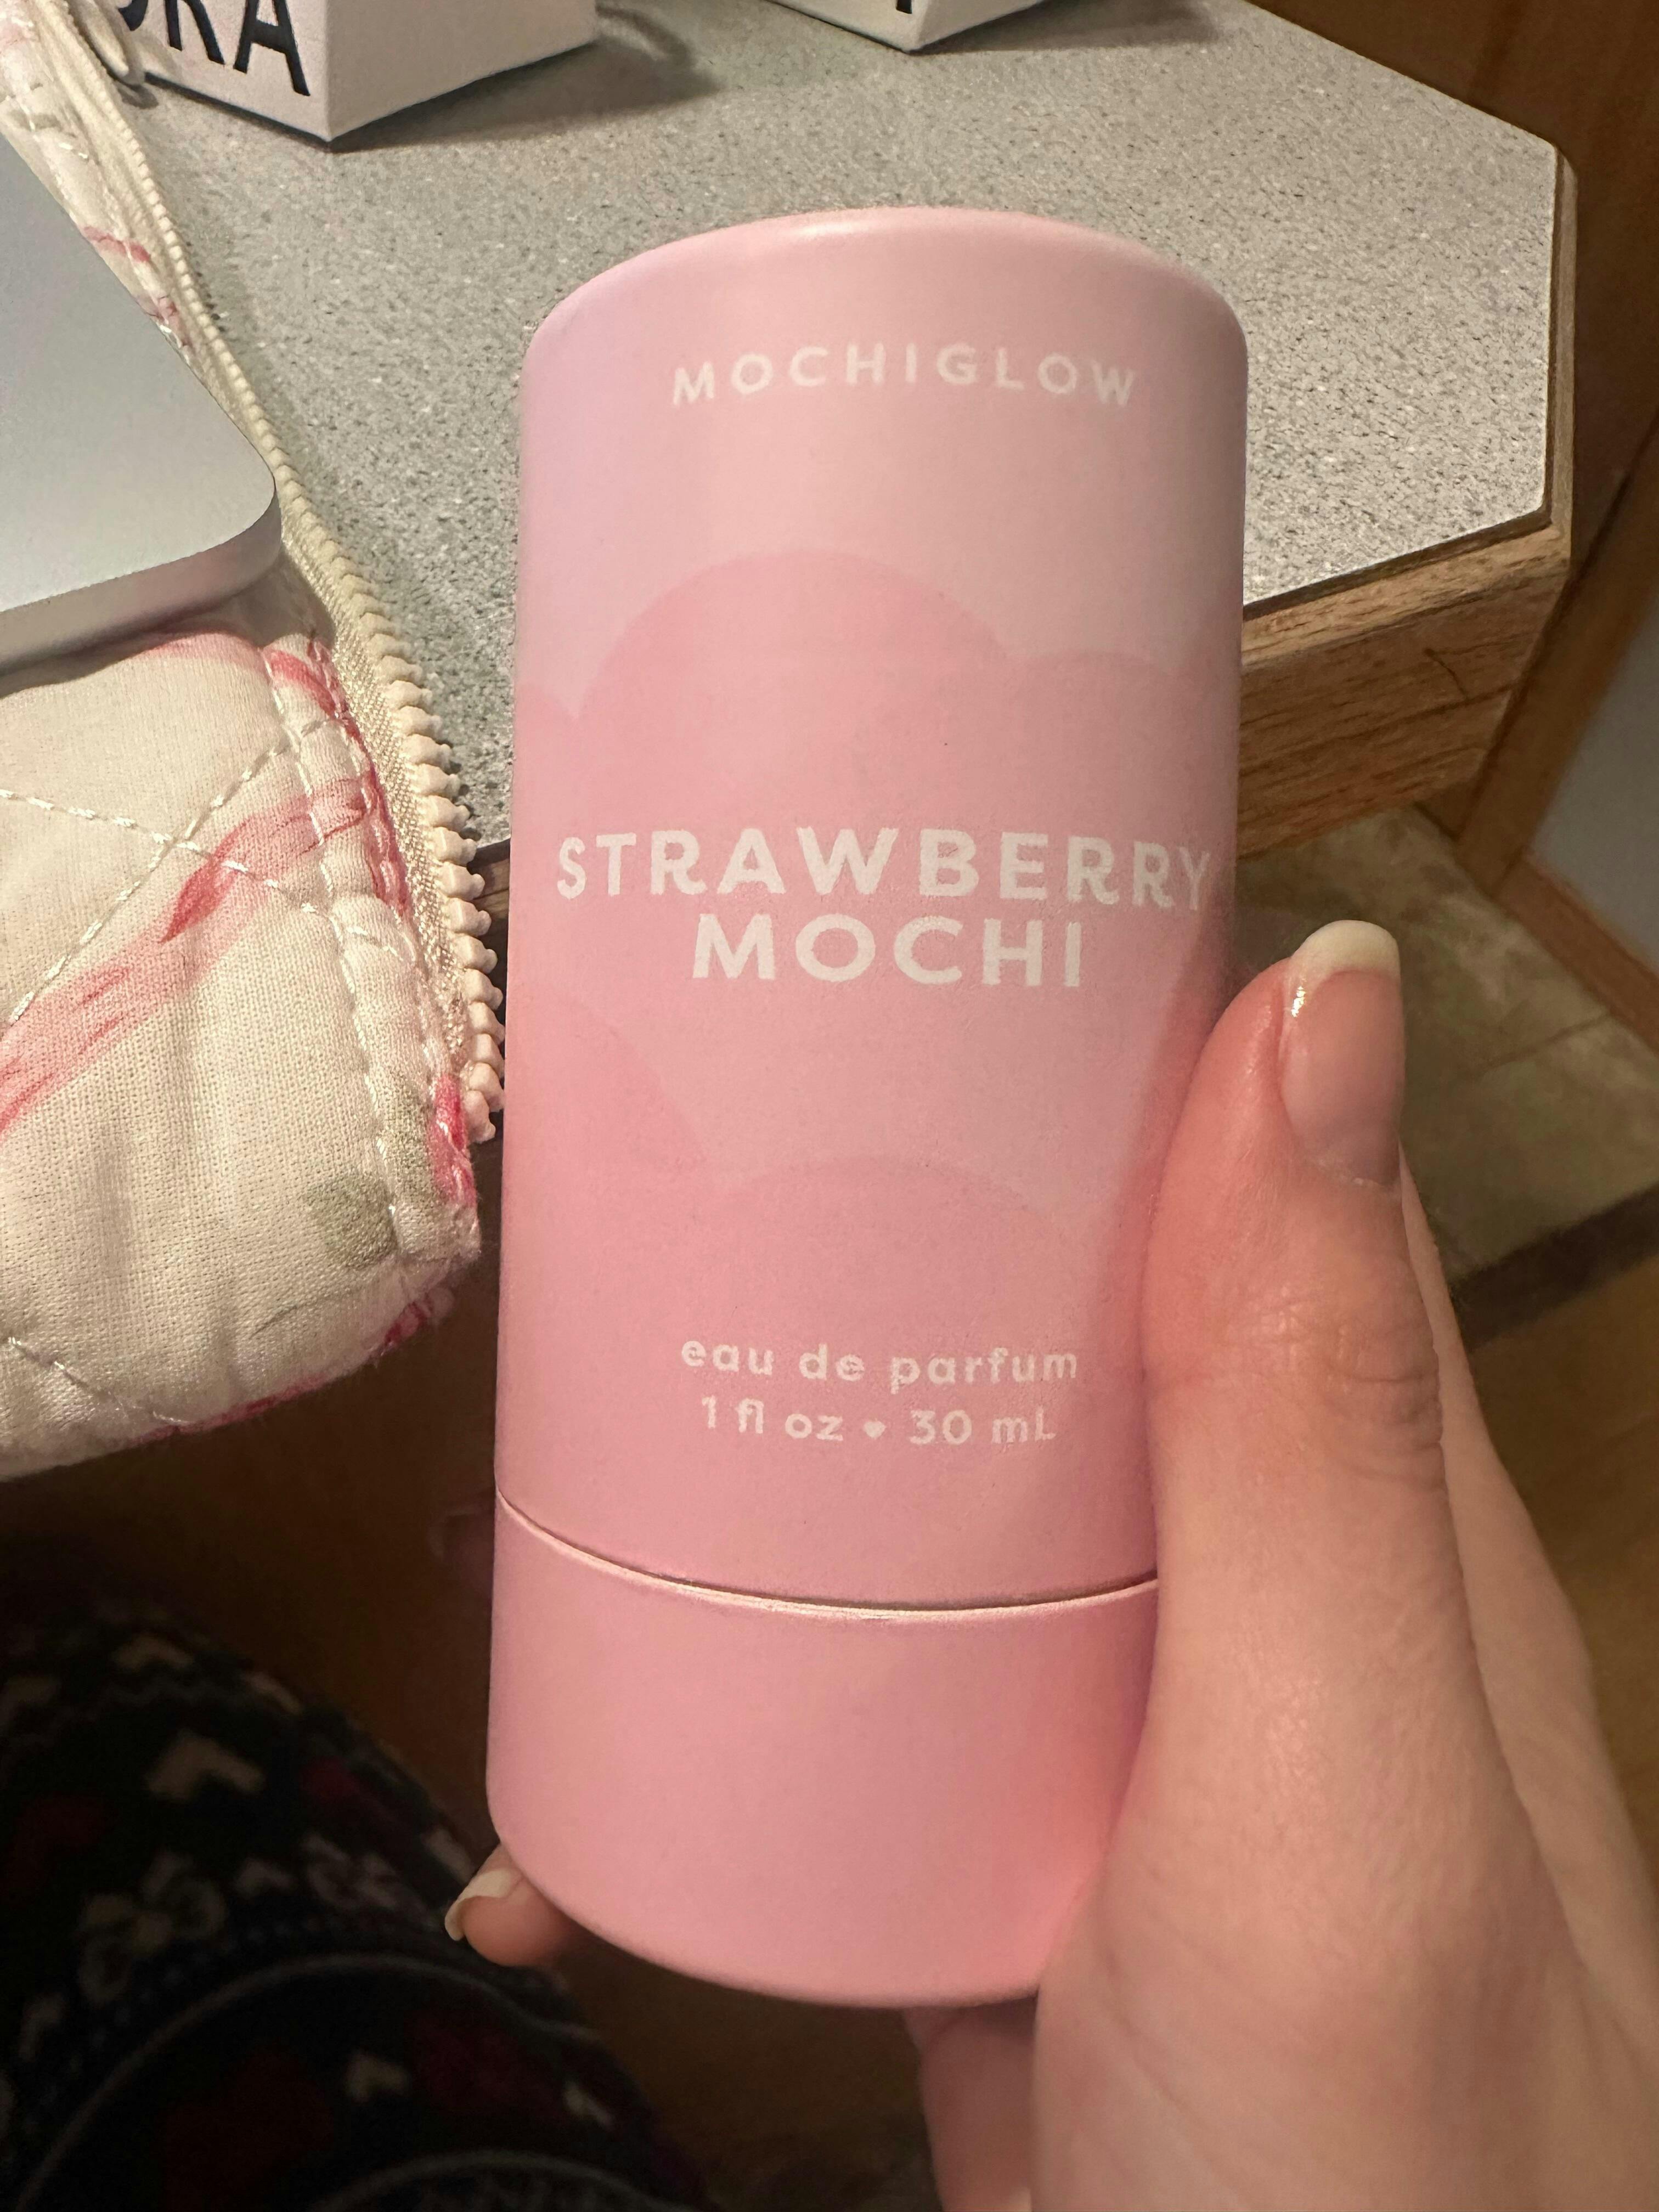 MOCHIGLOW
STRAWBERRY
MOCHI
eau de parfum
1 fl oz ♥ 30 mL